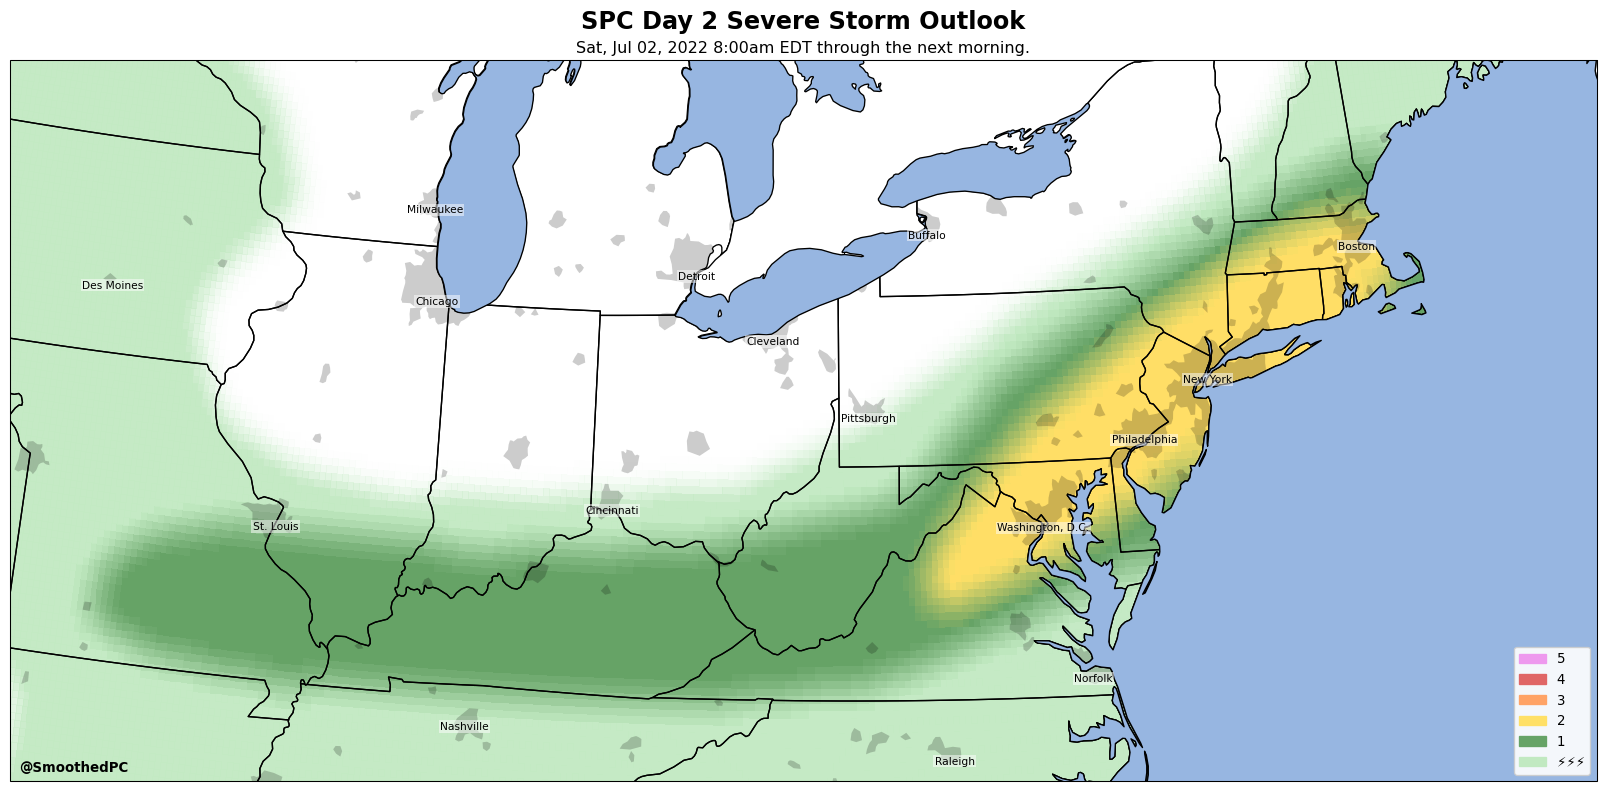 SPC Day 2 Severe Storm Outlook
Sat, Jul 02, 2022 8:00am EDT through the next morning.
Milwaukee
Buffalo
Boston
Detroit
Des Moines
Chicago
Cleveland
New York
Pittsburgh
Philadelphia
Cincinnati
St. Louis
Washington, D.C.
Norfolk
Nashville
Raleigh
5
4
3
2
1
⚡⚡⚡
@SmoothedPC